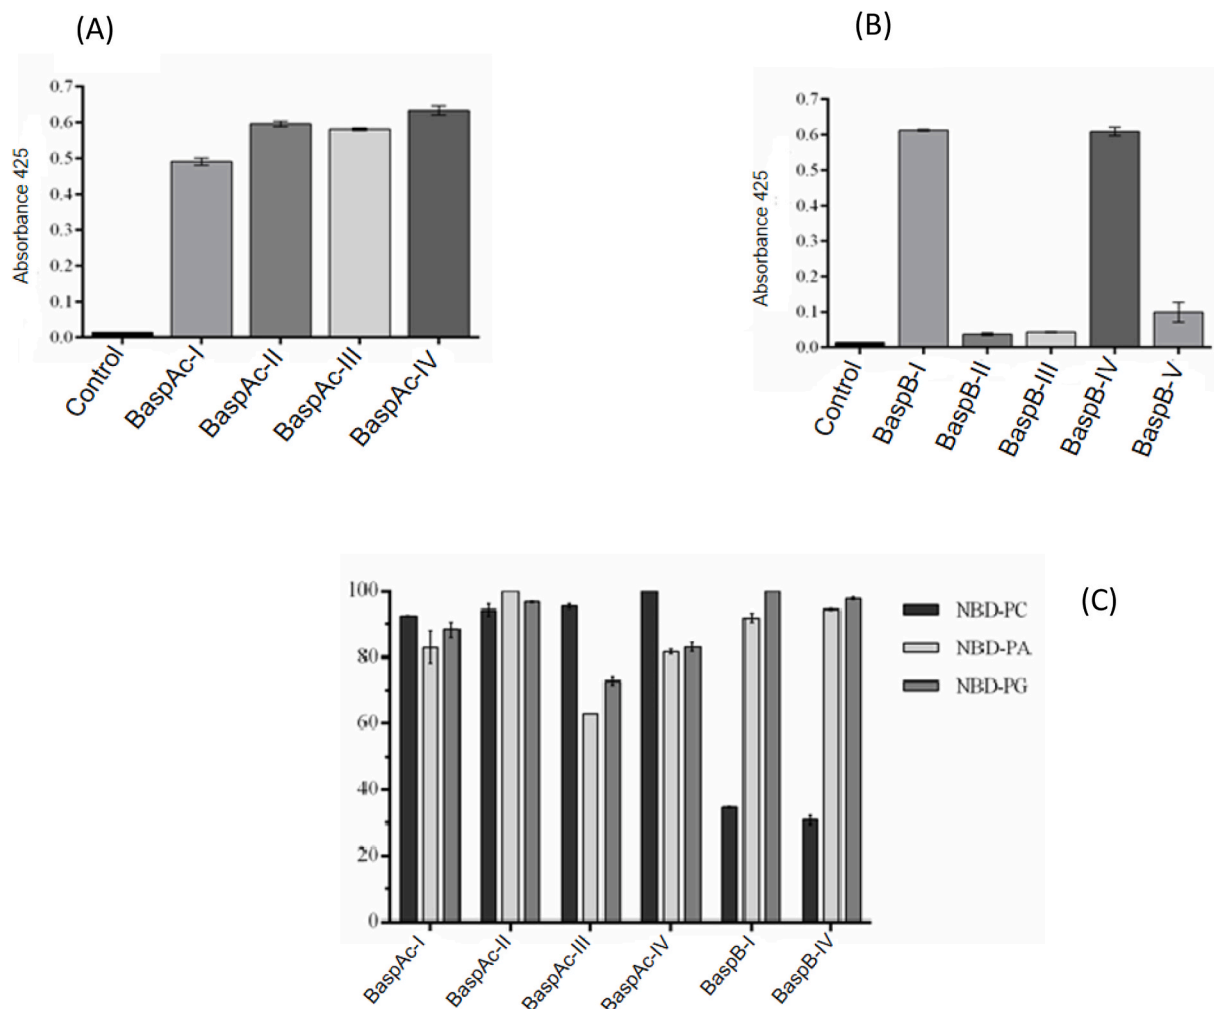 (A)
0.7
0.6
0.5
0.4
0.3
0.2
0.1
0.0
Absorbance 425
Control
BaspAc-I
BaspAc-II
BaspAc-III
BaspAc-IV
(B)
0.7
0.6
0.5
0.4
0.3
0.2
0.1
0.0
Absorbance 425
Control
BaspB-I
BaspB-II
BaspB-III
BaspB-IV
BaspB-V
(C)
100
80
60
40
20
0
BaspAc-I
BaspAc-II
BaspAc-III
BaspAc-IV
BaspB-I
BaspB-IV
NBD-PC
NBD-PA
NBD-PG